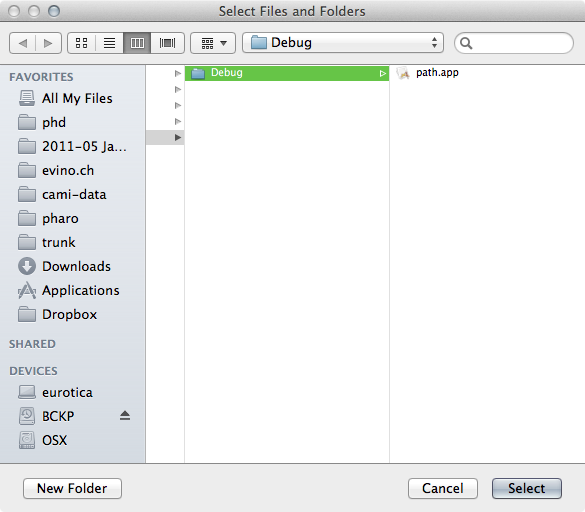 Select Files and Folders
Debug
FAVORITES
All My Files
phd
2011-05 Ja...
evino.ch
cami-data
pharo
trunk
Downloads
Applications
Dropbox
SHARED
DEVICES
eurotica
BCKP
OSX
Debug
path.app
New Folder
Cancel
Select